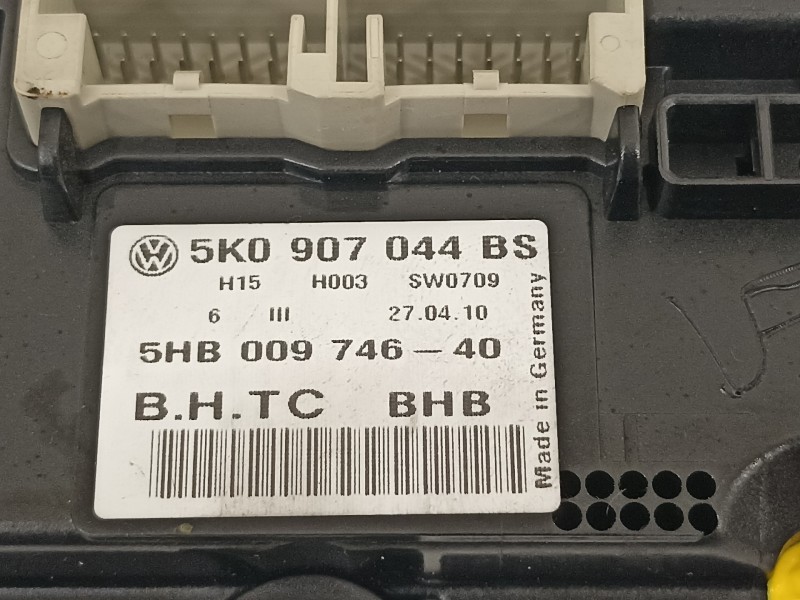 5K0 907 044 BS
H15 H003 SW0709
6 III 27.04.10
5HB 009 746-40
B.H.TC BHB
Made in Germany